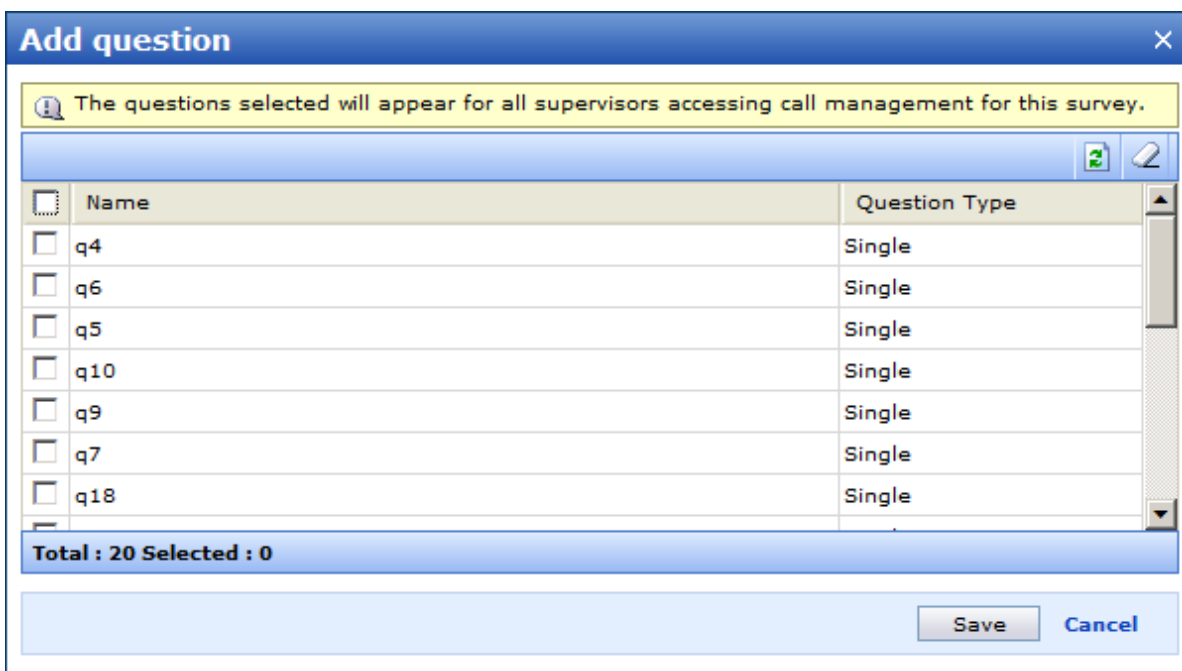 Add question
The questions selected will appear for all supervisors accessing call management for this survey.
Name Question Type
q4 Single
q6 Single
q5 Single
q10 Single
q9 Single
q7 Single
q18 Single
Total : 20 Selected : 0
Save Cancel